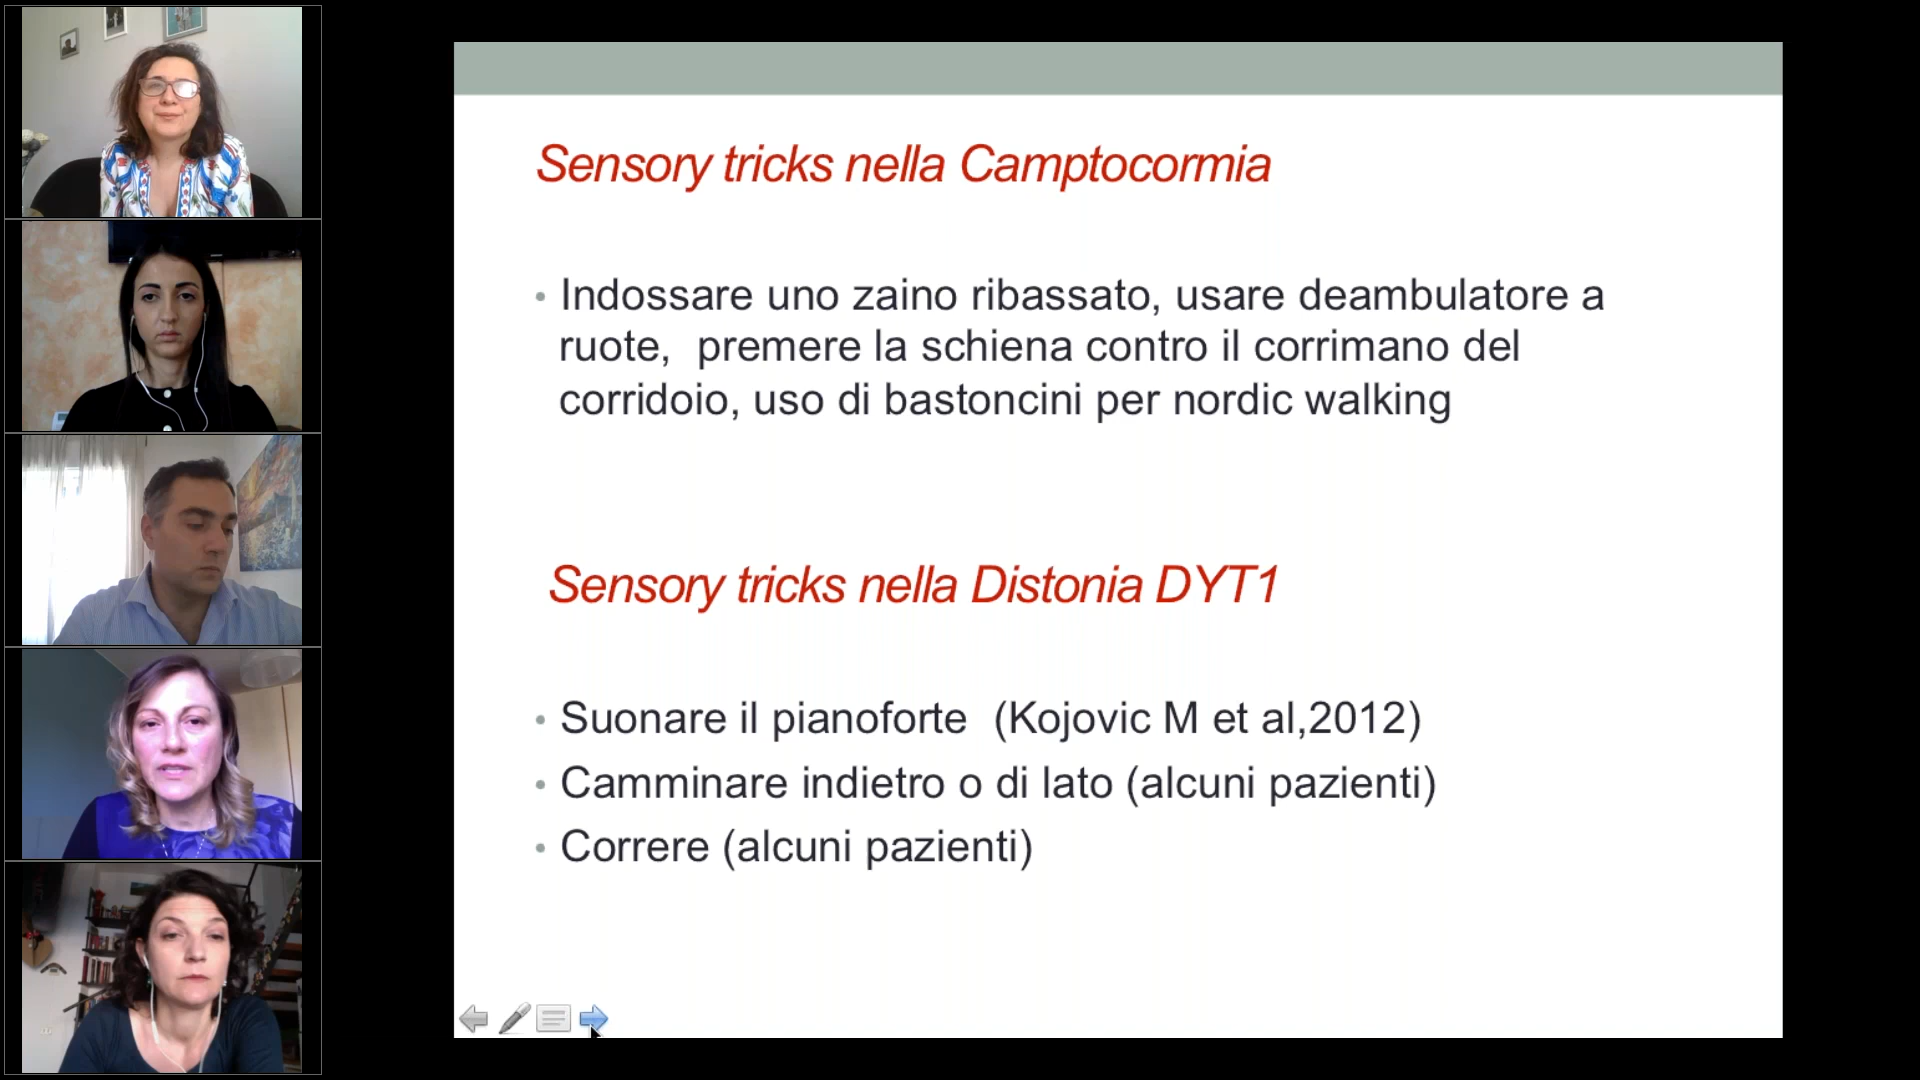 Sensory tricks nella Camptocormia
• Indossare uno zaino ribassato, usare deambulatore a
ruote,  premere la schiena contro il corrimano del
corridoio, uso di bastoncini per nordic walking
Sensory tricks nella Distonia DYT1
• Suonare il pianoforte  (Kojovic M et al,2012)
• Camminare indietro o di lato (alcuni pazienti)
• Correre (alcuni pazienti)